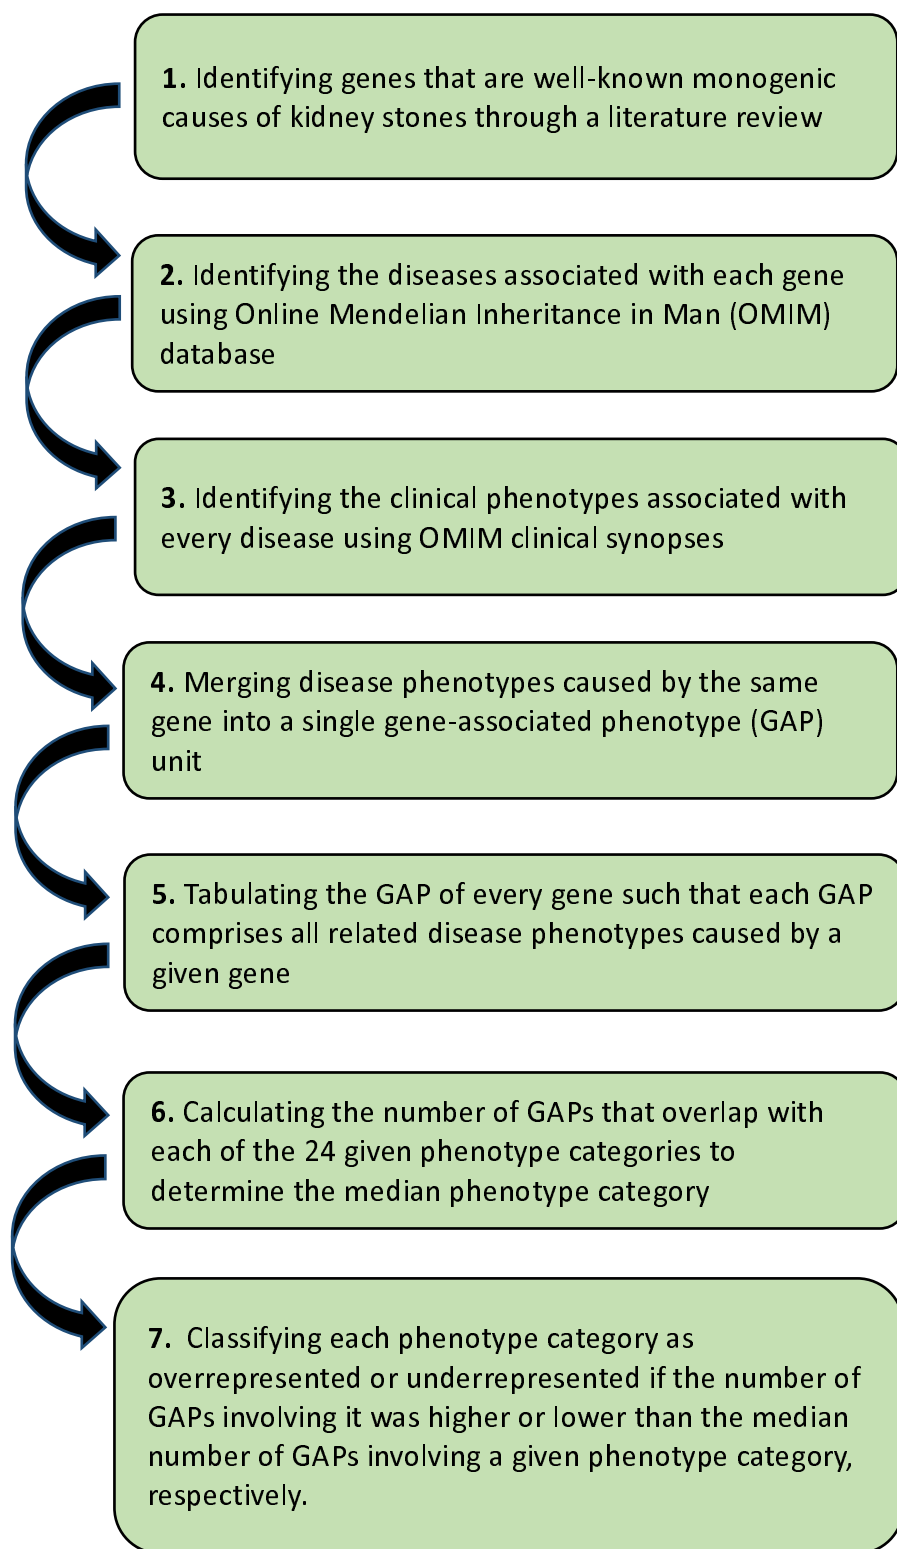 1. Identifying genes that are well-known monogenic
causes of kidney stones through a literature review
2. Identifying the diseases associated with each gene
using Online Mendelian Inheritance in Man (OMIM)
database
3. Identifying the clinical phenotypes associated with
every disease using OMIM clinical synopses
4. Merging disease phenotypes caused by the same
gene into a single gene-associated phenotype (GAP)
unit
5. Tabulating the GAP of every gene such that each GAP
comprises all related disease phenotypes caused by a
given gene
6. Calculating the number of GAPs that overlap with
each of the 24 given phenotype categories to
determine the median phenotype category
7. Classifying each phenotype category as
overrepresented or underrepresented if the number of
GAPs involving it was higher or lower than the median
number of GAPs involving a given phenotype category,
respectively.